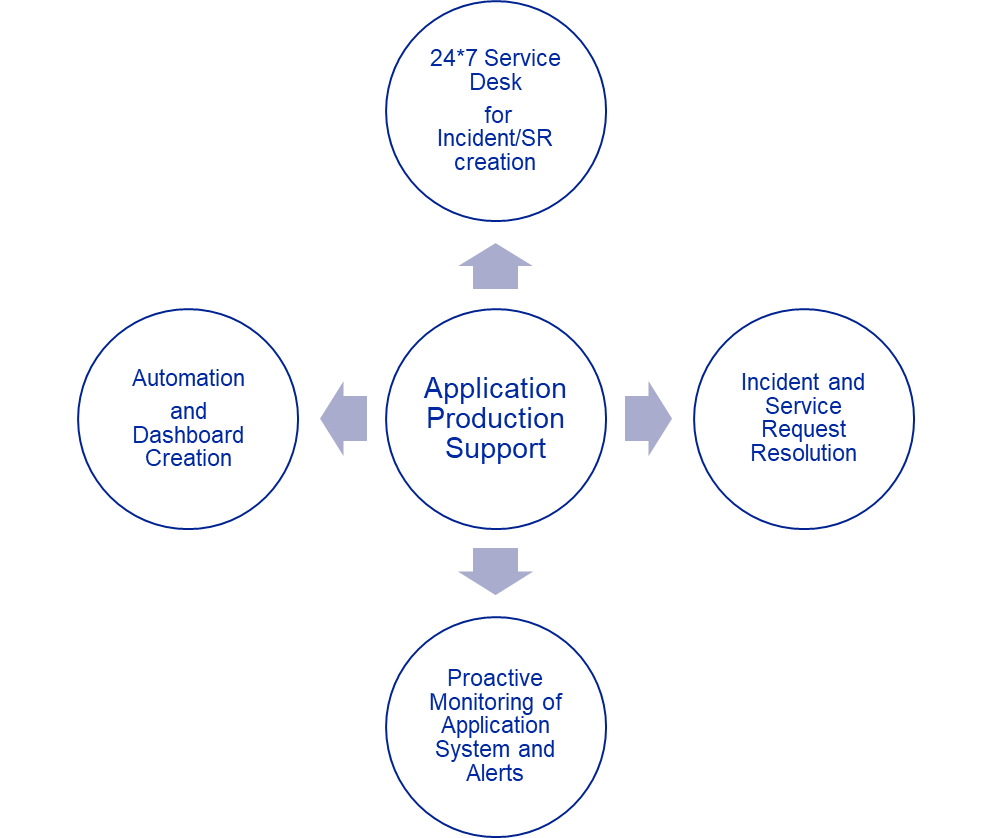 24*7 Service
Desk
for
Incident/SR
creation
Automation
and
Dashboard
Creation
Application
Production
Support
Incident and
Service
Request
Resolution
Proactive
Monitoring of
Application
System and
Alerts